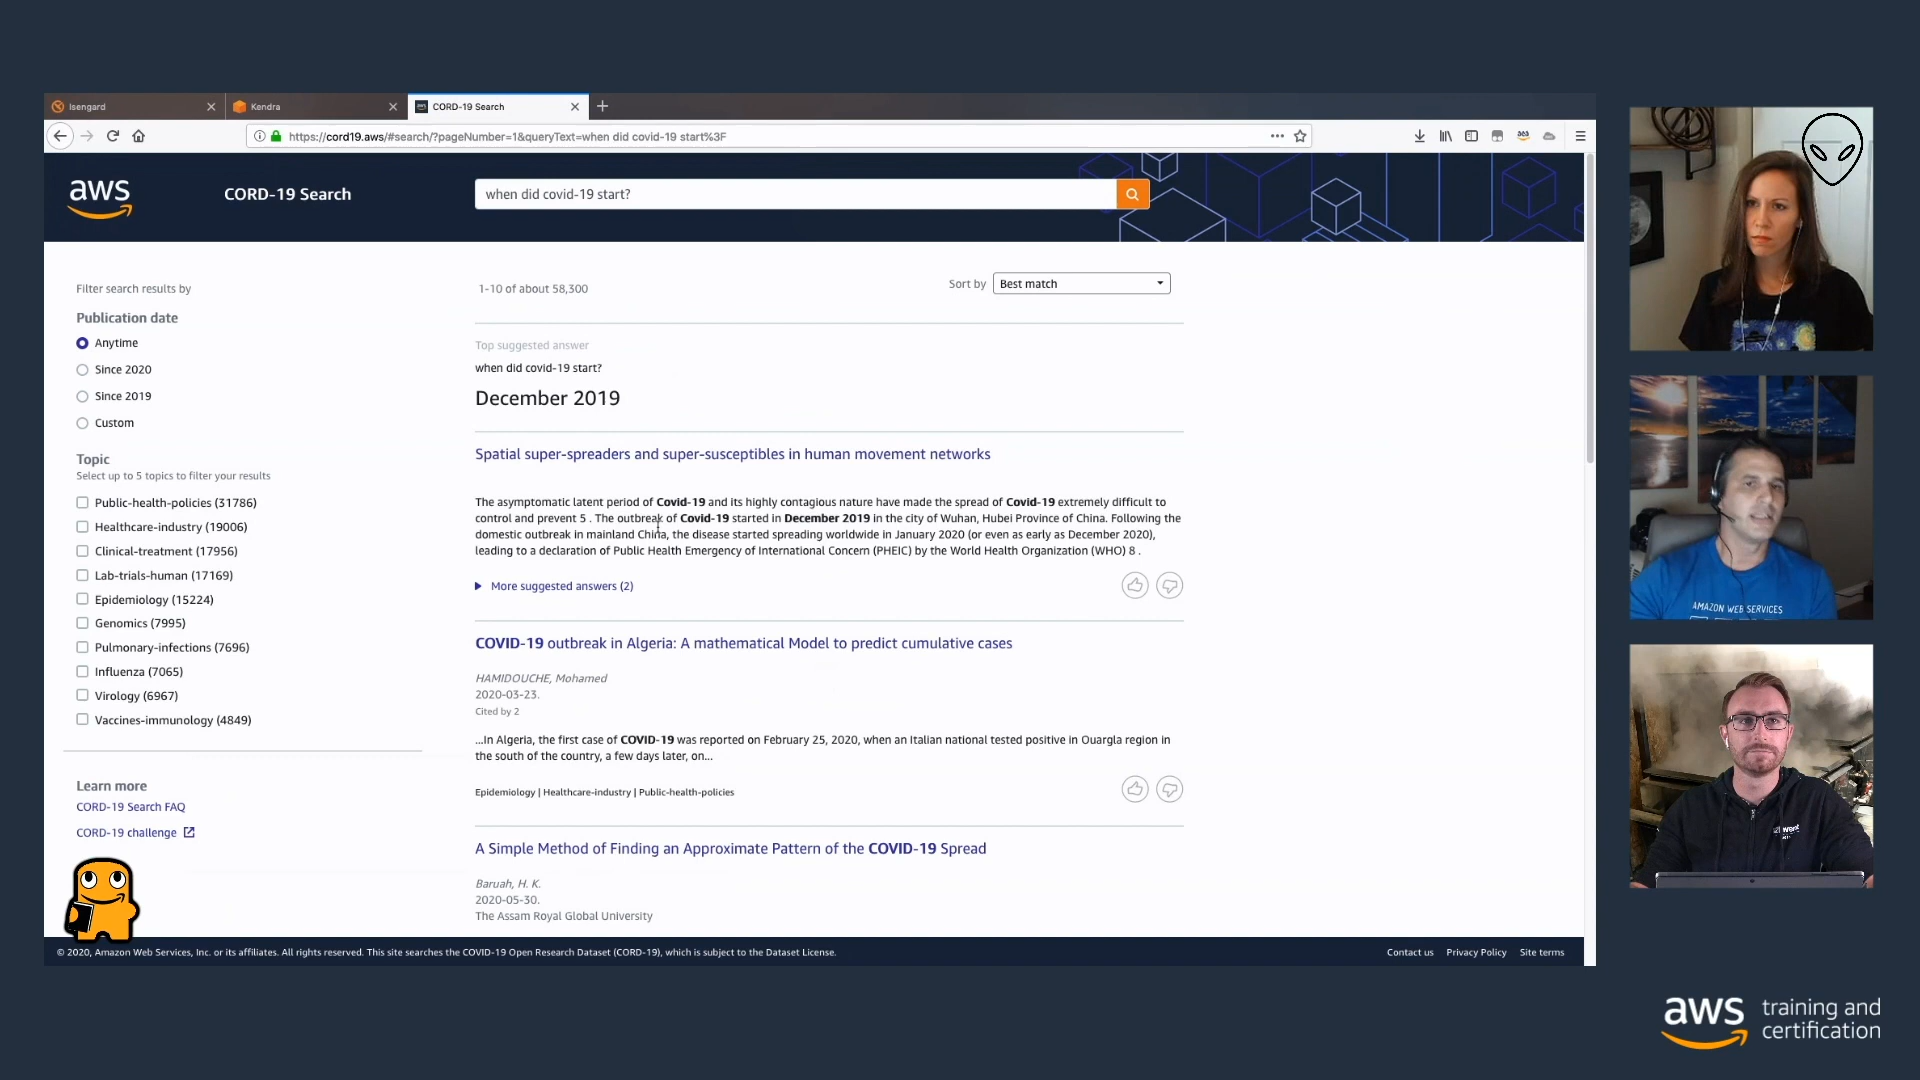 Isengard
Kendra
CORD-19 Search
https://cord19.aws/#search/?pageNumber=1&queryText=when did covid-19 start%3F
aws
CORD-19 Search
when did covid-19 start?
Filter search results by
Publication date
Anytime
Since 2020
Since 2019
Custom
Topic
Select up to 5 topics to filter your results
Public-health-policies (31786)
Healthcare-industry (19006)
Clinical-treatment (17956)
Lab-trials-human (17169)
Epidemiology (15224)
Genomics (7995)
Pulmonary-infections (7696)
Influenza (7065)
Virology (6967)
Vaccines-immunology (4849)
Learn more
CORD-19 Search FAQ
CORD-19 challenge
1-10 of about 58,300
Sort by Best match
Top suggested answer
when did covid-19 start?
December 2019
Spatial super-spreaders and super-susceptibles in human movement networks
The asymptomatic latent period of Covid-19 and its highly contagious nature have made the spread of Covid-19 extremely difficult to
control and prevent 5 . The outbreak of Covid-19 started in December 2019 in the city of Wuhan, Hubei Province of China. Following the
domestic outbreak in mainland China, the disease started spreading worldwide in January 2020 (or even as early as December 2020),
leading to a declaration of Public Health Emergency of International Concern (PHEIC) by the World Health Organization (WHO) 8 .
More suggested answers (2)
COVID-19 outbreak in Algeria: A mathematical Model to predict cumulative cases
HAMIDOUCHE, Mohamed
2020-03-23.
Cited by 2
...In Algeria, the first case of COVID-19 was reported on February 25, 2020, when an Italian national tested positive in Ouargla region in
the south of the country, a few days later, on...
Epidemiology | Healthcare-industry | Public-health-policies
A Simple Method of Finding an Approximate Pattern of the COVID-19 Spread
Baruah, H. K.
2020-05-30.
The Assam Royal Global University
© 2020, Amazon Web Services, Inc. or its affiliates. All rights reserved. This site searches the COVID-19 Open Research Dataset (CORD-19), which is subject to the Dataset License.
Contact us Privacy Policy Site terms
AMAZON WEB SERVICES
aws training and
certification